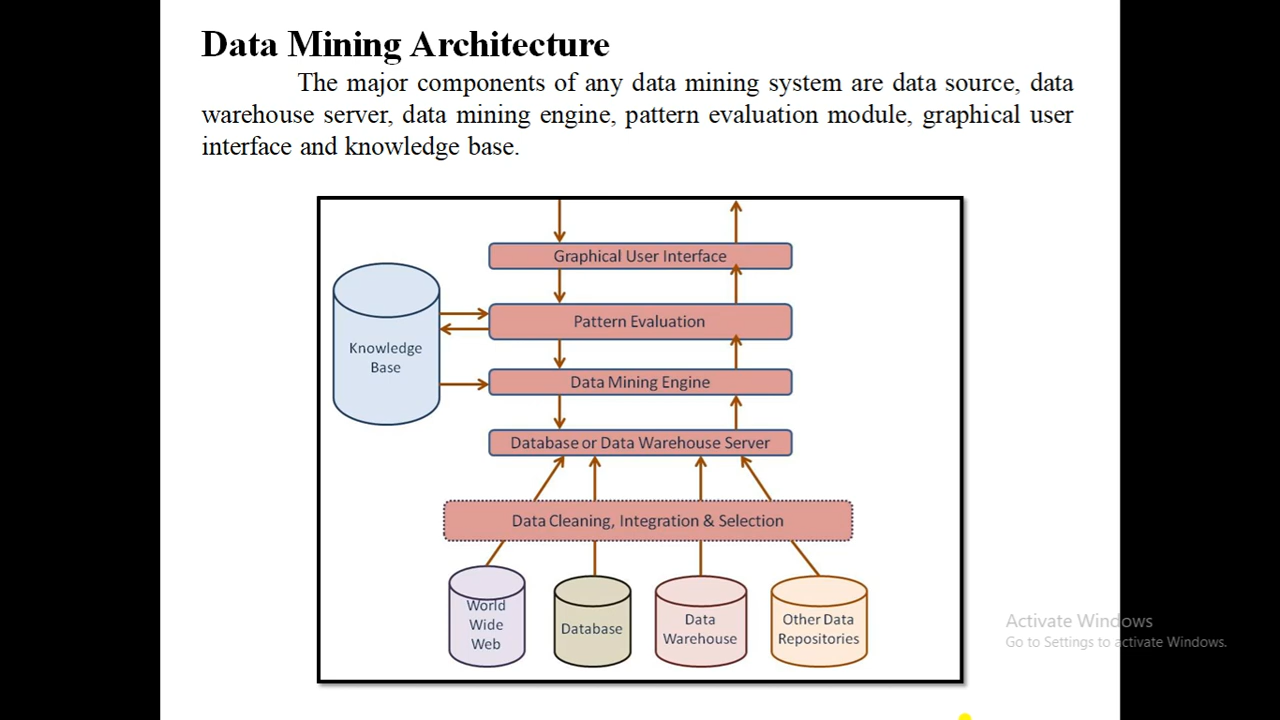 Data Mining Architecture
The major components of any data mining system are data source, data
warehouse server, data mining engine, pattern evaluation module, graphical user
interface and knowledge base.
Graphical User Interface
Pattern Evaluation
Knowledge
Base
Data Mining Engine
Database or Data Warehouse Server
Data Cleaning, Integration & Selection
World
Wide
Web
Database
Data
Warehouse
Other Data
Repositories
Activate Windows
Go to Settings to activate Windows.